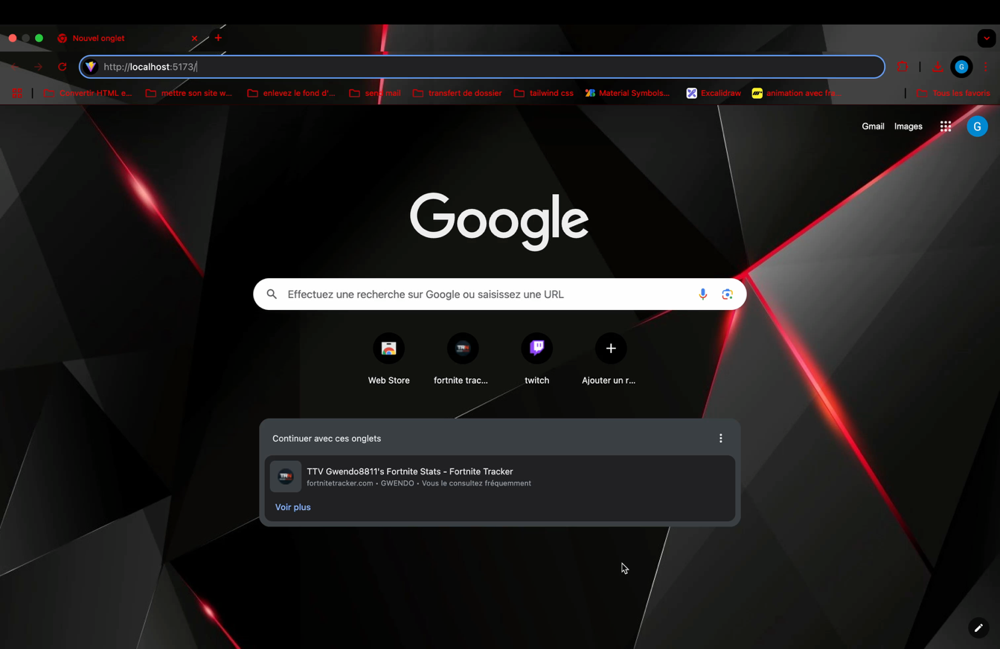 Nouvel onglet
http://localhost:5173/
Convertir HTML e...
mettre son site w...
enlevez le fond d'...
send mail
transfert de dossier
tailwind css
Material Symbols...
Excalidraw
animation avec fra...
Tous les favoris
G
Gmail
Images
G
Google
Effectuez une recherche sur Google ou saisissez une URL
TRN
Web Store
fortnite trac...
twitch
Ajouter un r...
Continuer avec ces onglets
TRN
TTV Gwendo8811's Fortnite Stats - Fortnite Tracker
fortnitetracker.com • GWENDO • Vous le consultez fréquemment
Voir plus